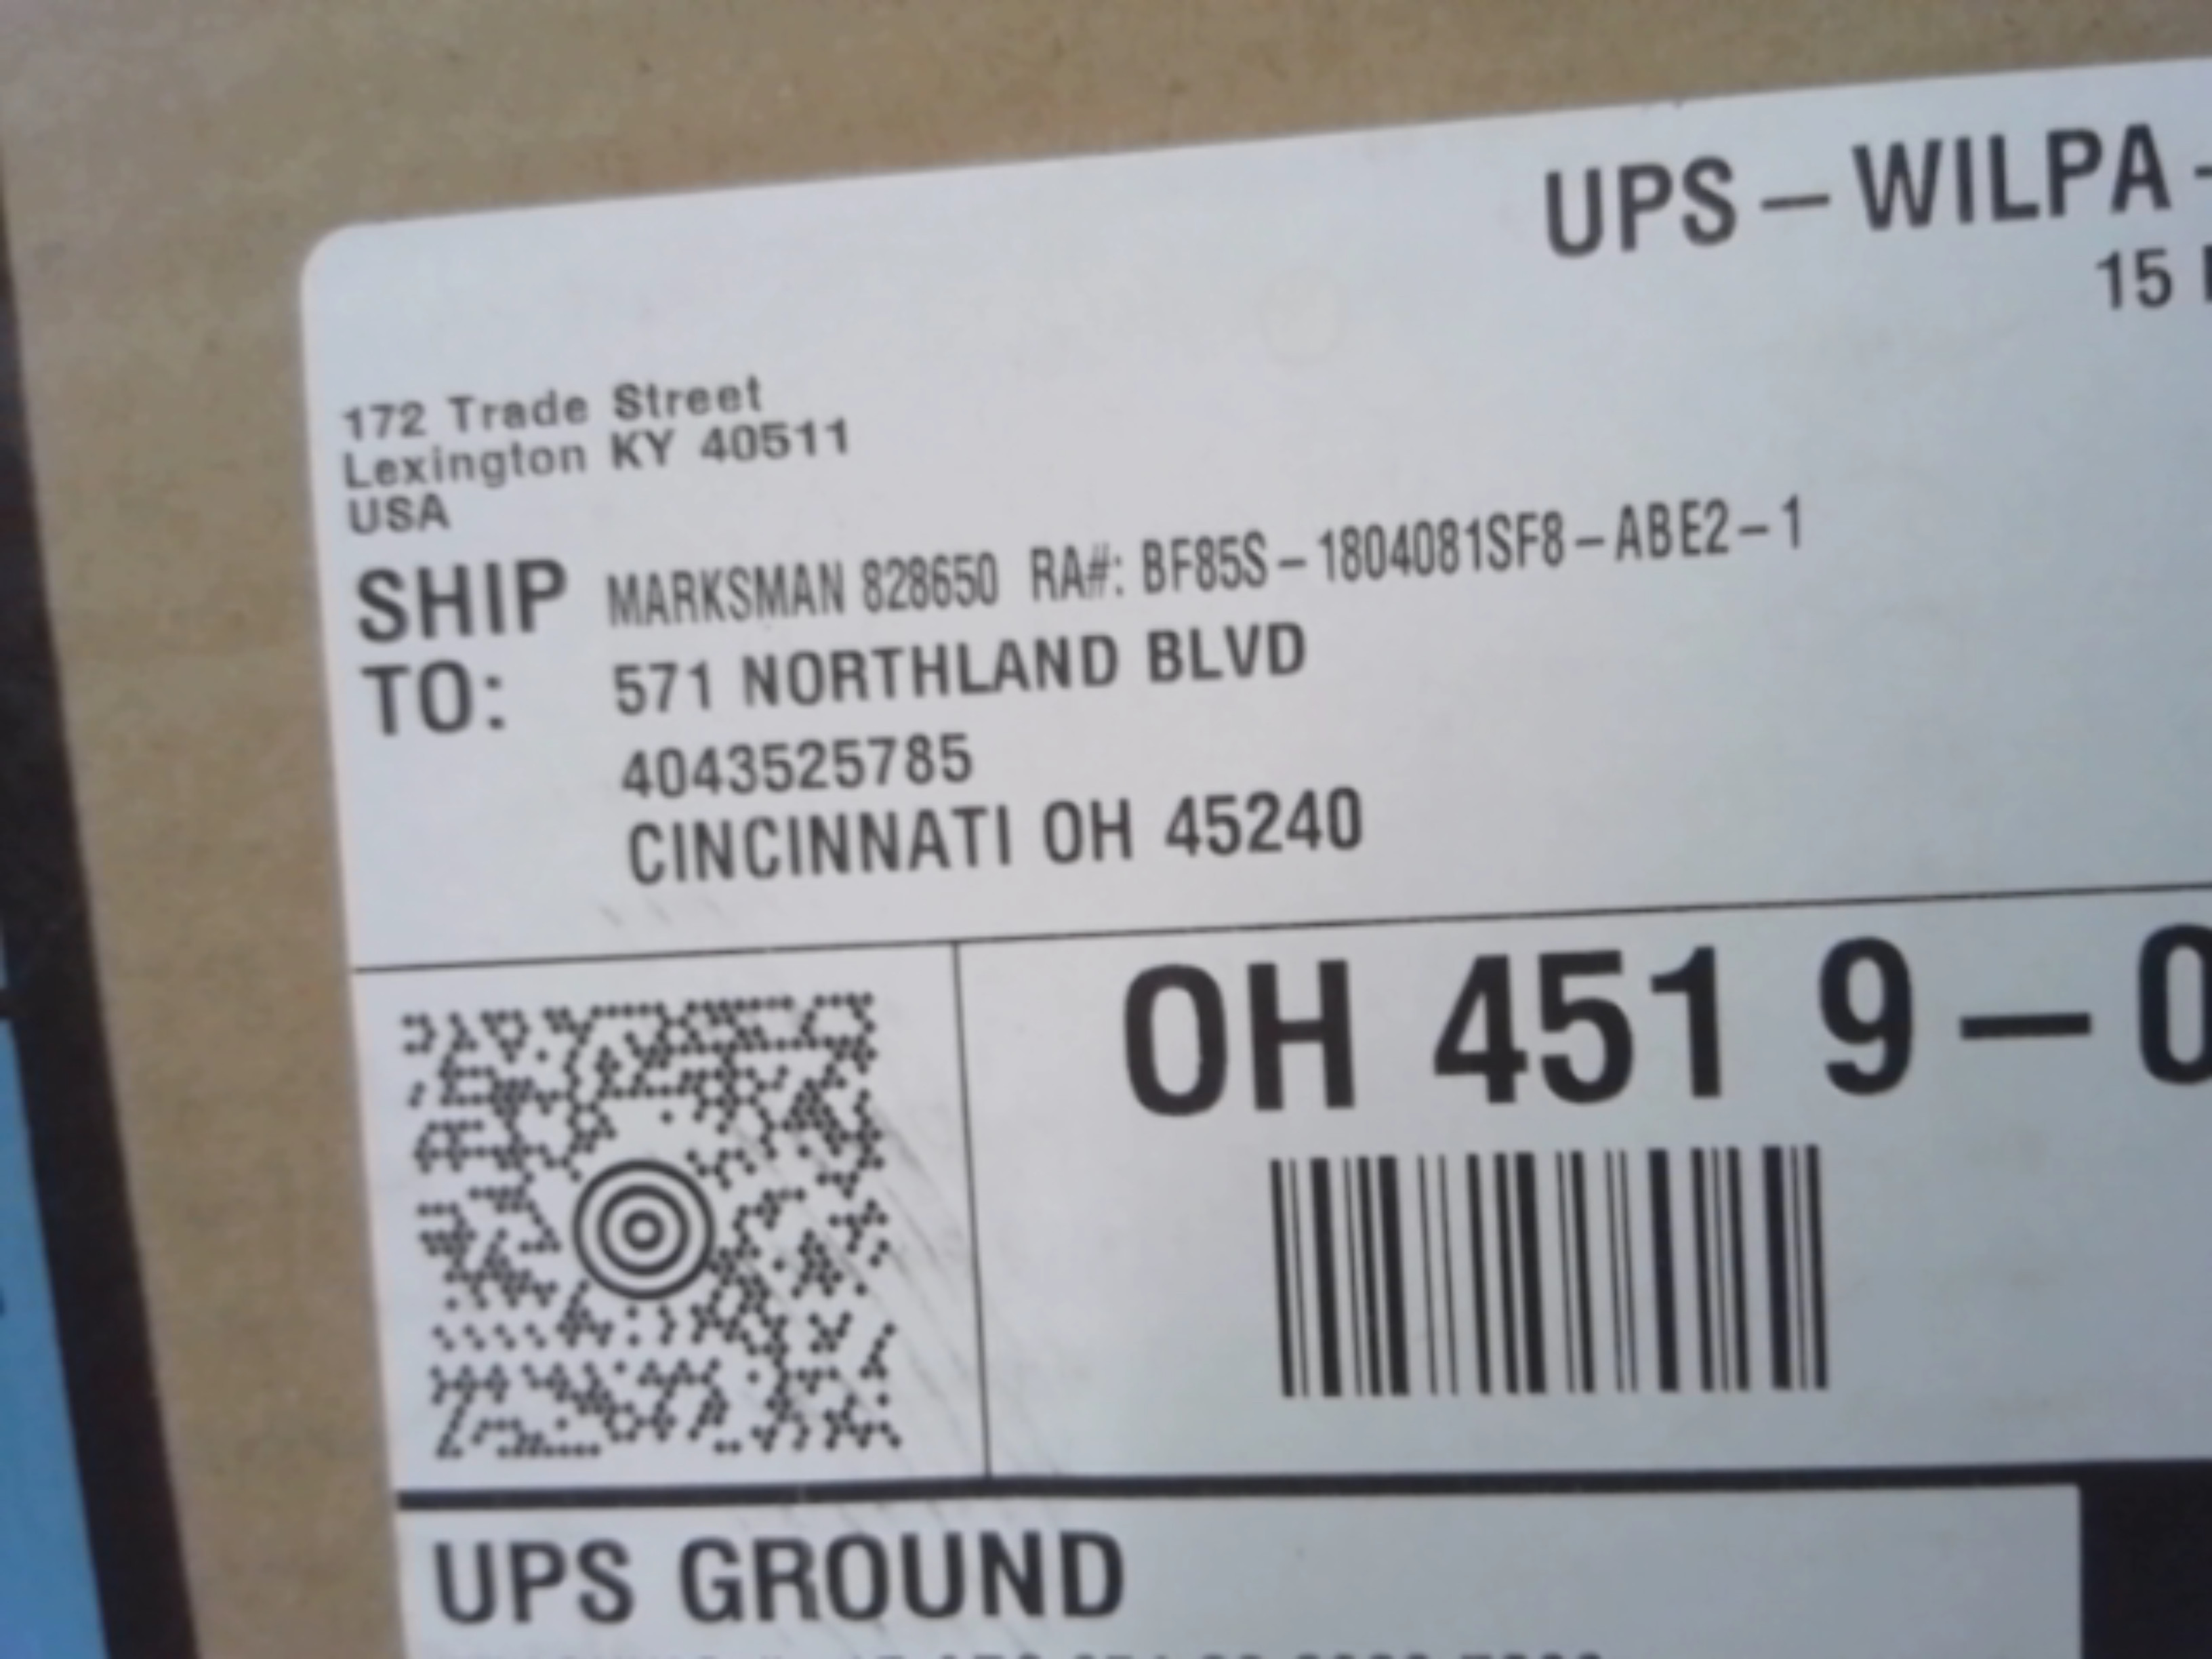 UPS – WILPA -
15
172 Trade Street
Lexington KY 40511
USA
SHIP TO:
MARKSMAN 828650 RA#: BF85S – 1804081SF8 – ABE2 – 1
571 NORTHLAND BLVD
4043525785
CINCINNATI OH 45240
OH 451 9 – 0
UPS GROUND